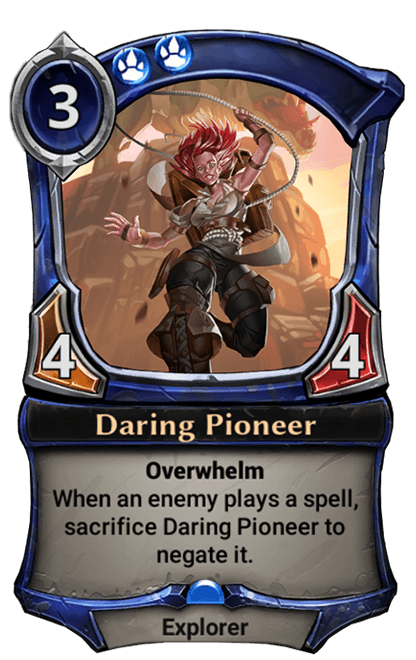 3
4
4
Daring Pioneer
Overwhelm
When an enemy plays a spell,
sacrifice Daring Pioneer to
negate it.
Explorer